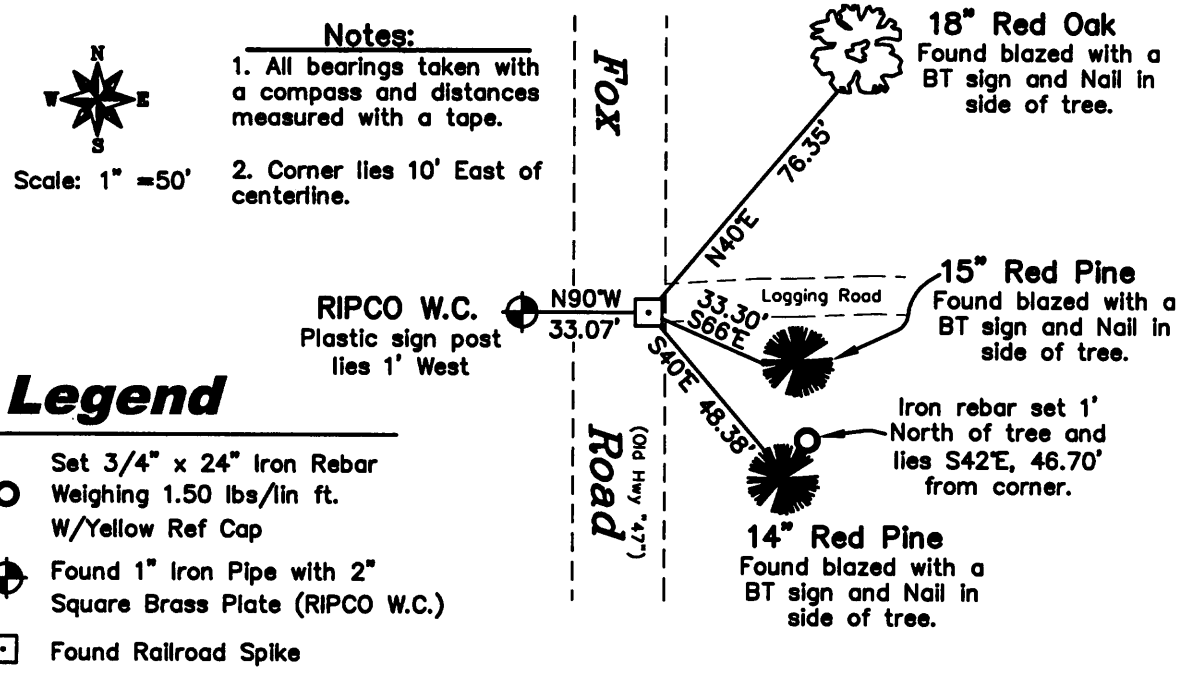 N
W E
S
Scale: 1" =50'
Notes:
1. All bearings taken with
a compass and distances
measured with a tape.
2. Corner lies 10' East of
centerline.
Fox
Road
(Old Hwy "47")
18" Red Oak
Found blazed with a
BT sign and Nail in
side of tree.
76.35'
N40°E
Logging Road
15" Red Pine
Found blazed with a
BT sign and Nail in
side of tree.
33.30'
S66°E
N90°W
33.07'
RIPCO W.C.
Plastic sign post
lies 1' West
S40°E 48.38'
Iron rebar set 1'
North of tree and
lies S42°E, 46.70'
from corner.
14" Red Pine
Found blazed with a
BT sign and Nail in
side of tree.
Legend
Set 3/4" x 24" Iron Rebar
Weighing 1.50 lbs/lin ft.
W/Yellow Ref Cap
Found 1" Iron Pipe with 2"
Square Brass Plate (RIPCO W.C.)
Found Railroad Spike